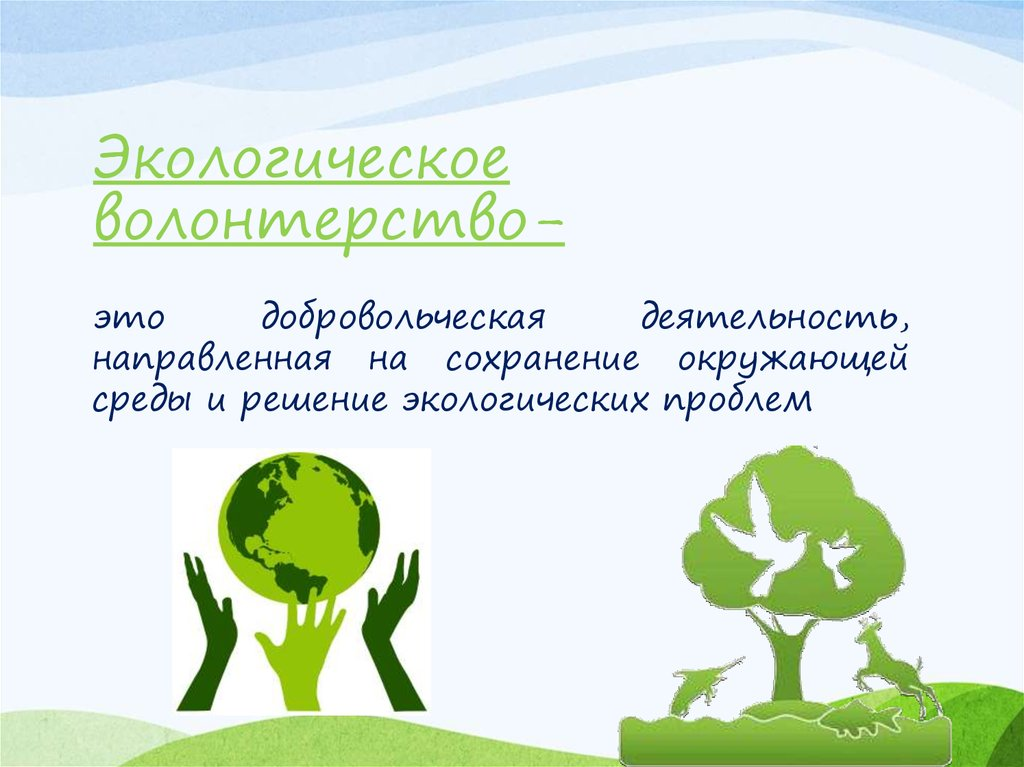 Экологическое
волонтерство-
это добровольческая деятельность,
направленная на сохранение окружающей
среды и решение экологических проблем